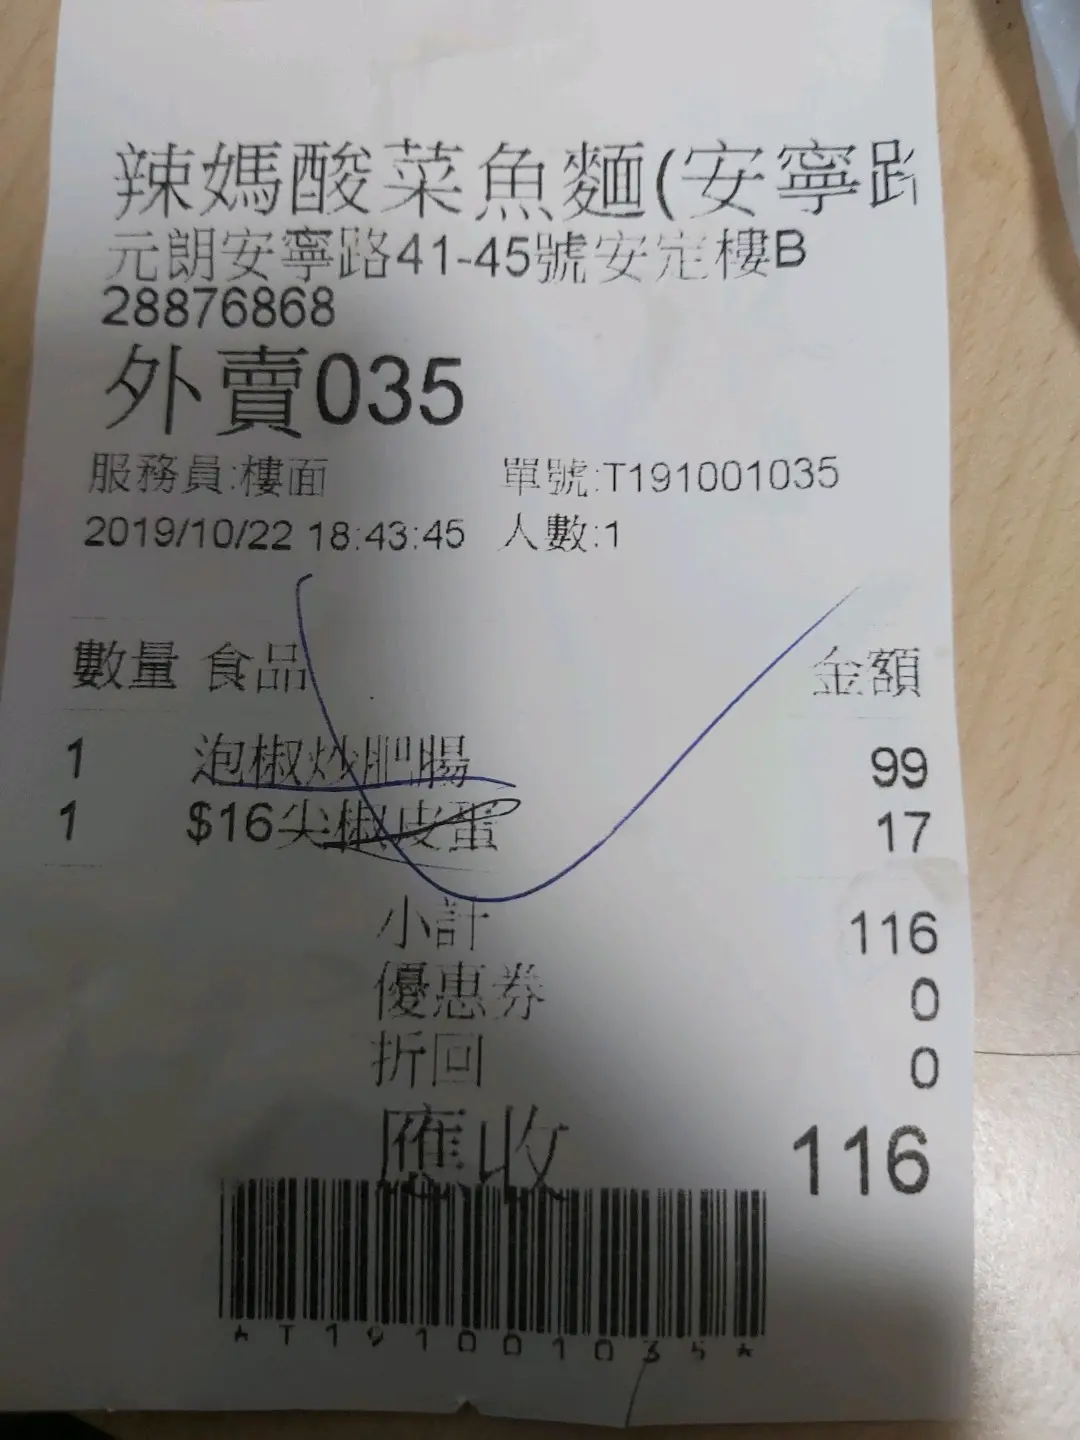 辣媽酸菜魚麵(安寧路
元朗安寧路41-45號安定樓B
28876868
外賣035
服務員:樓面 單號:T191001035
2019/10/22 18:43:45 人數:1
數量 食品 金額
1 泡椒炒肥腸 99
1 $16尖椒皮蛋 17
小計 116
優惠券 0
折回 0
應收 116
*T191001035*